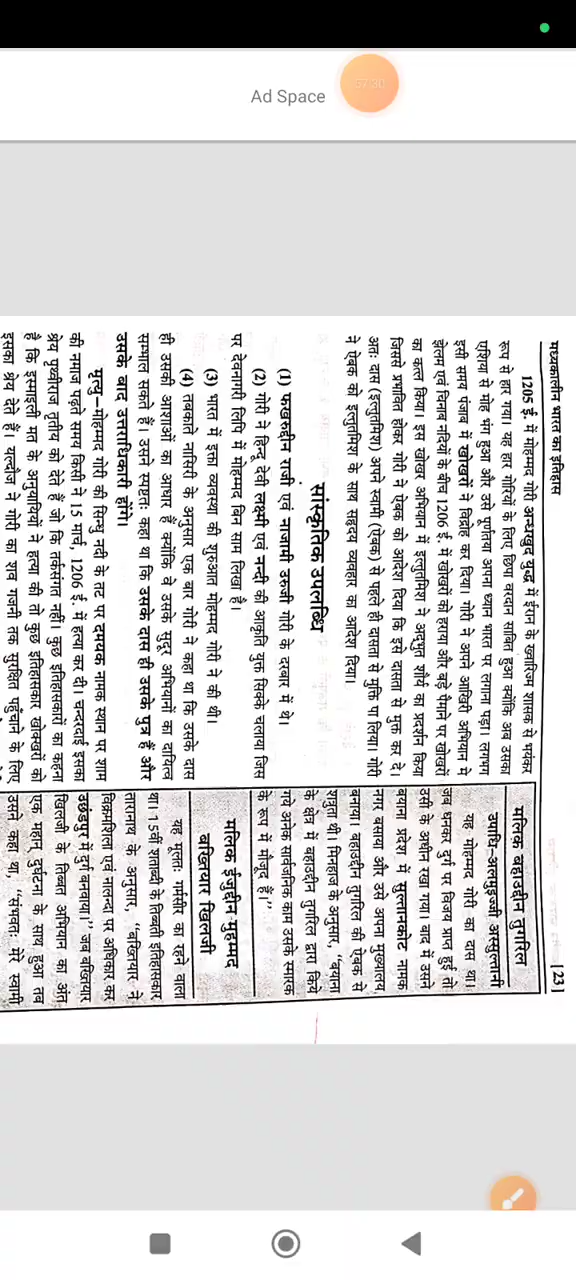 57:30
Ad Space
मध्यकालीन भारत का इतिहास
[23]
1205 ई. में मोहम्मद गोरी अन्धखुद युद्ध में ईरान के ख्वारिज्म शासक से भयंकर
रूप से हार गया। यह हार गोरियों के लिए छिपा वरदान साबित हुआ क्योंकि अब उसका
एशिया से मोह भंग हुआ और उसे पूर्णतया अपना ध्यान भारत पर लगाना पड़ा। लगभग
इसी समय पंजाब में खोखरों ने विद्रोह कर दिया। गोरी ने अपने आखिरी अभियान में
झेलम एवं चिनाब नदियों के बीच 1206 ई. में खोखरों को हराया और बड़े पैमाने पर खोखरों
का कत्ल किया। इस खोखर अभियान में इल्तुतमिश ने अद्भुत शौर्य का प्रदर्शन किया
जिससे प्रभावित होकर गोरी ने ऐबक को आदेश दिया कि इसे दासता से मुक्त कर दे।
अतः दास (इल्तुतमिश) अपने स्वामी (ऐबक) से पहले ही दासता से मुक्ति पा लिया। गोरी
ने ऐबक को इल्तुतमिश के साथ सहृदय व्यवहार का आदेश दिया।
सांस्कृतिक उपलब्धि
(1) फखरुद्दीन राजी एवं नाजामी उरुजी गोरी के दरबार में थे।
(2) गोरी ने हिन्दू देवी लक्ष्मी एवं नन्दी की आकृति युक्त सिक्के चलाया जिस
पर देवनागरी लिपि में मोहम्मद बिन साम लिखा है।
(3) भारत में इक्ता व्यवस्था की शुरुआत मोहम्मद गोरी ने की थी।
(4) तबकाते नासिरी के अनुसार एक बार गोरी ने कहा था कि उसके दास
ही उसकी आशाओं का आधार हैं क्योंकि वे उसके सुदूर अभियानों का दायित्व
सम्भाल सकते हैं। उसने स्पष्टतः कहा था कि उसके दास ही उसके पुत्र हैं और
उसके बाद उत्तराधिकारी होंगे।
मृत्यु–मोहम्मद गोरी की सिन्धु नदी के तट पर दमयक नामक स्थान पर शाम
की नमाज पढ़ते समय किसी ने 15 मार्च, 1206 ई. में हत्या कर दी। चन्दरदाई इसका
श्रेय पृथ्वीराज तृतीय को देते हैं जो कि तर्कसंगत नही। कुछ इतिहासकारों का कहना
है कि इस्माइली मत के अनुयायियों ने हत्या की तो कुछ इतिहासकार खोक्खरों को
इसका श्रेय देते हैं। यल्दौज ने गोरी का शव गजनी तक सुरक्षित पहुँचाने के लिए
मलिक बहाउद्दीन तुगरिल
उपाधि–अलमुइज्जी अस्सुल्तानी
यह मोहम्मद गोरी का दास था।
जब धनकर दुर्ग पर विजय प्राप्त हुई तो
उसी के अधीन रखा गया। बाद में उसने
बयाना प्रदेश में सुल्तानकोट नामक
नगर बसाया और उसे अपना मुख्यालय
बनाया। बहाउद्दीन तुगरिल की ऐबक से
शत्रुता थी। मिनहाज के अनुसार, "बयाना
के क्षेत्र में बहाउद्दीन तुगरिल द्वारा किये
गये अनेक सार्वजनिक काम उसके स्मारक
के रूप में मौजूद हैं।"
मलिक ईजुद्दीन मुहम्मद
बख्तियार खिलजी
यह मूलतः गर्मसीर का रहने वाला
था। 15वीं शताब्दी के तिब्बती इतिहासकार
तारानाथ के अनुसार, "बख्तियार ने
विक्रमशिला एवं नालन्दा पर अधिकार कर
उछंडपुर में दुर्ग बनवाया।" जब बख्तियार
खिलजी के तिब्बत अभियान का अंत
एक महान् दुर्घटना के साथ हुआ तब
उसने कहा था, "संभवतः मेरे स्वामी